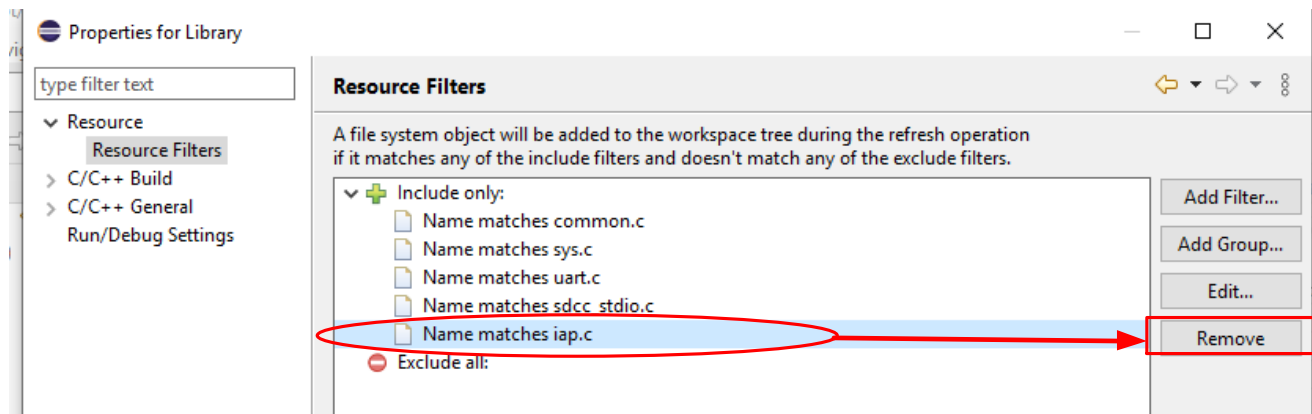 Properties for Library
type filter text
Resource
Resource Filters
C/C++ Build
C/C++ General
Run/Debug Settings
Resource Filters
A file system object will be added to the workspace tree during the refresh operation
if it matches any of the include filters and doesn't match any of the exclude filters.
Include only:
Name matches common.c
Name matches sys.c
Name matches uart.c
Name matches sdcc_stdio.c
Name matches iap.c
Exclude all:
Add Filter...
Add Group...
Edit...
Remove